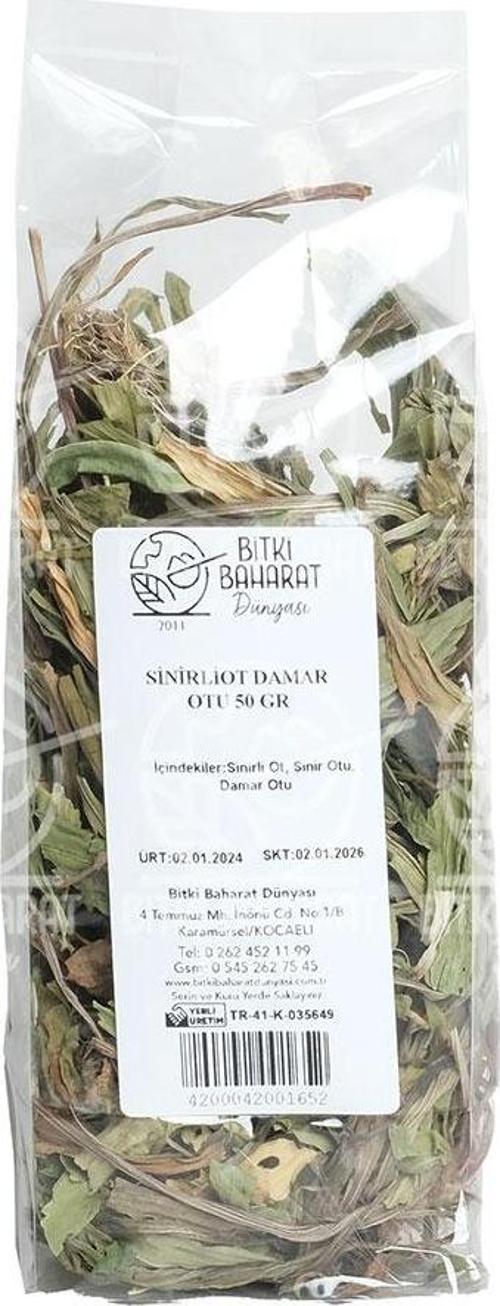 BİTKİ
BAHARAT
Dünyası
2011
SİNİRLİOT DAMAR
OTU 50 GR
İçindekiler:Sinirli Ot, Sinir Otu,
Damar Otu
ÜRT:02.01.2024 SKT:02.01.2026
Bitki Baharat Dünyası
4 Temmuz Mh. İnönü Cd. No:1/B
Karamürsel/KOCAELİ
Tel: 0 262 452 11 99
Gsm: 0 545 262 75 45
www.bitkibaharatdunyasi.com.tr
Serin ve Kuru Yerde Saklayınız
YERLİ
ÜRETİM
TR-41-K-035649
4200042001652